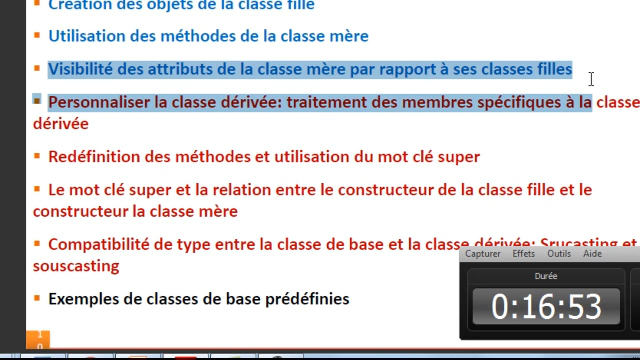 Création des objets de la classe fille
Utilisation des méthodes de la classe mère
Visibilité des attributs de la classe mère par rapport à ses classes filles
Personnaliser la classe dérivée: traitement des membres spécifiques à la classe
dérivée
Redéfinition des méthodes et utilisation du mot clé super
Le mot clé super et la relation entre le constructeur de la classe fille et le
constructeur la classe mère
Compatibilité de type entre la classe de base et la classe dérivée: Srucasting et
souscasting
Exemples de classes de base prédéfinies
Capturer Effets Outils Aide
Durée
0:16:53
10